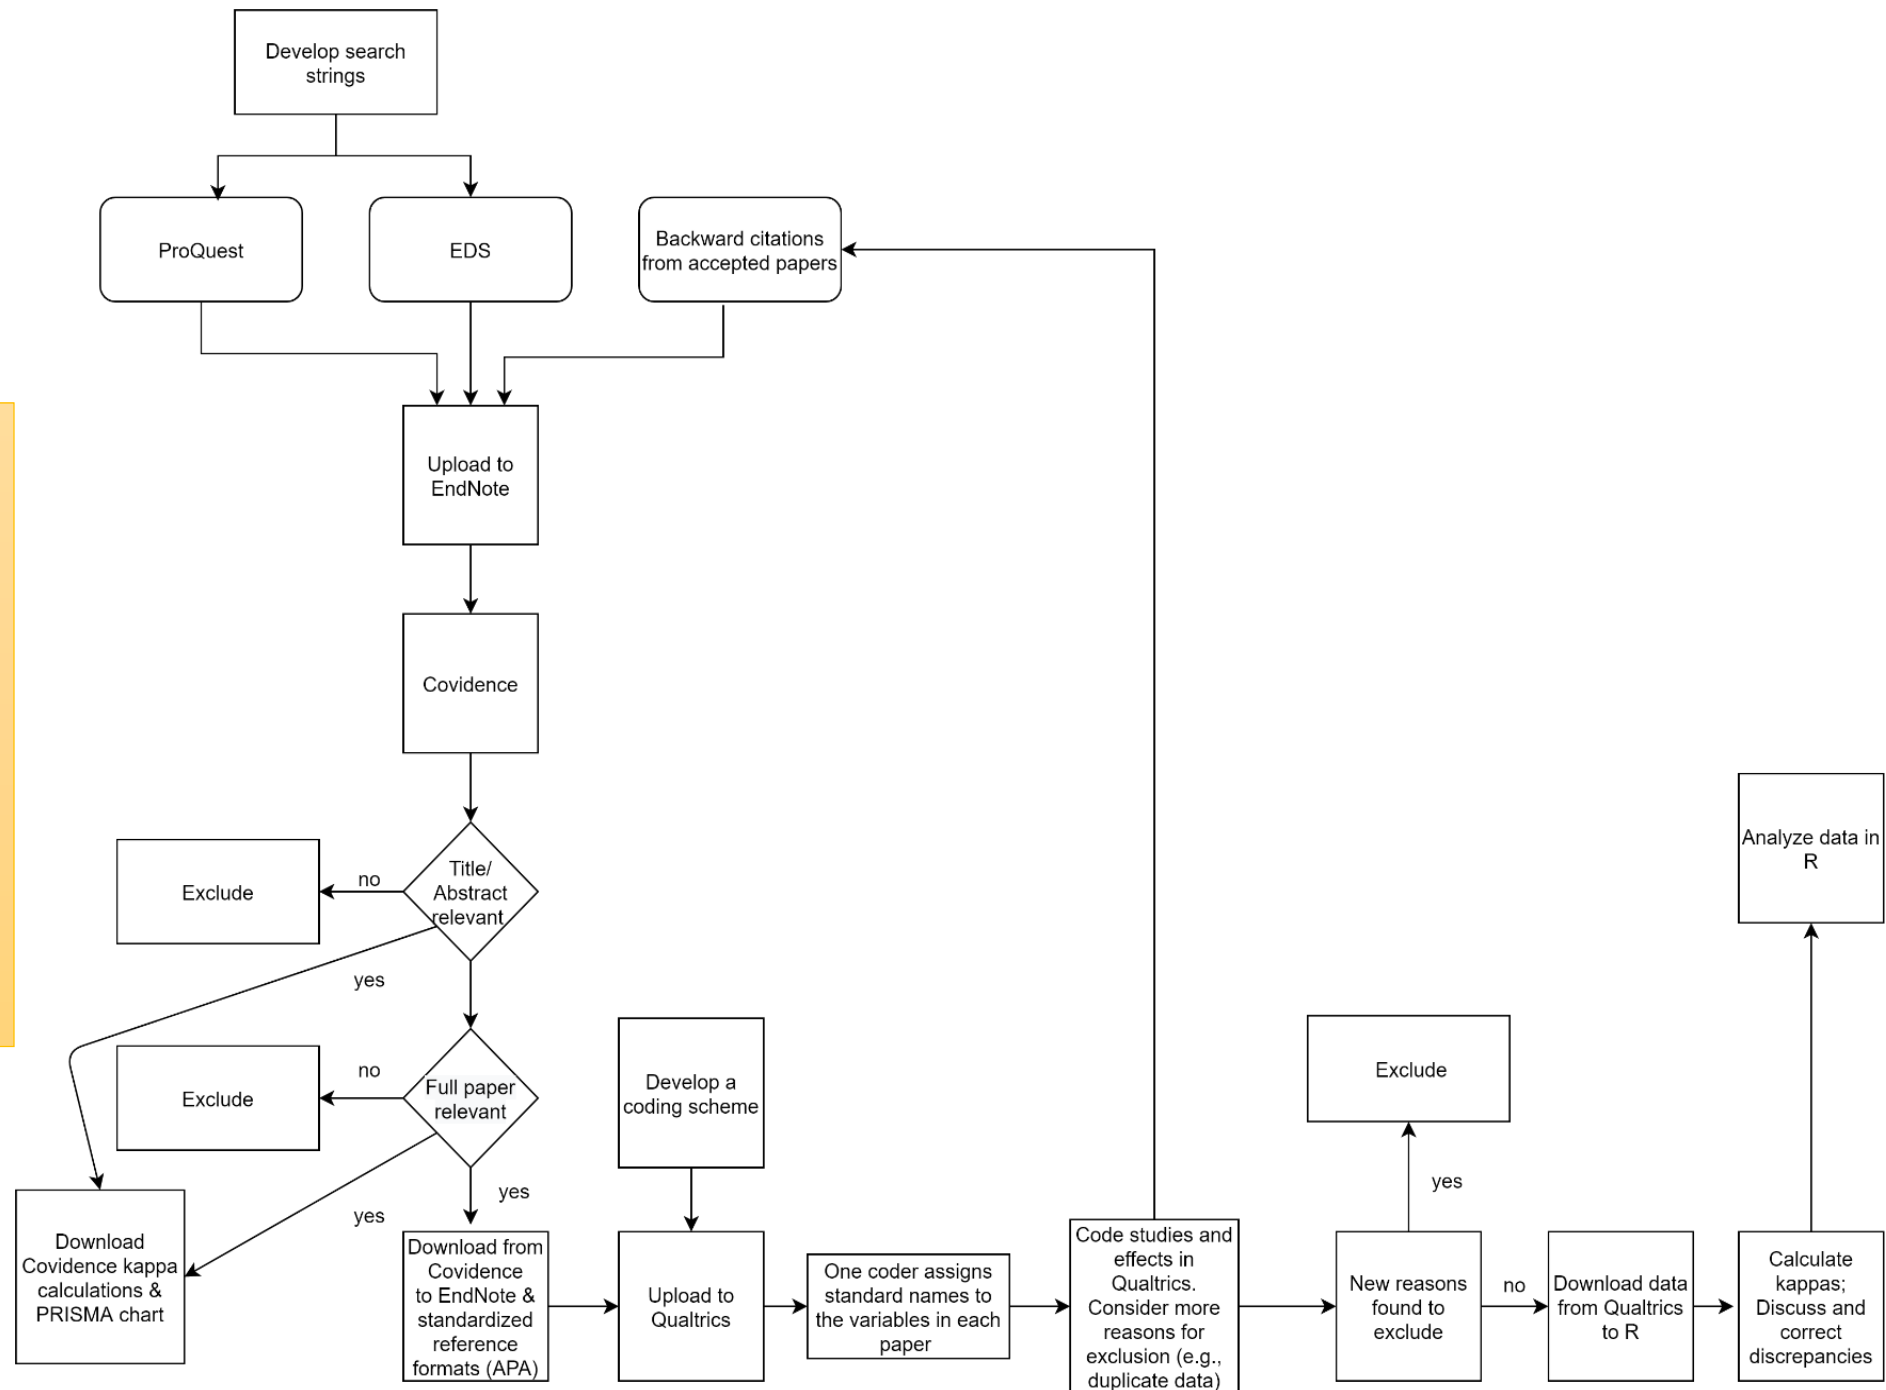 Develop search
strings
ProQuest
EDS
Backward citations
from accepted papers
Upload to
EndNote
Covidence
Title/
Abstract
relevant
no
Exclude
yes
Full paper
relevant
no
Exclude
yes
yes
Download
Covidence kappa
calculations &
PRISMA chart
Download from
Covidence
to EndNote &
standardized
reference
formats (APA)
Develop a
coding scheme
Upload to
Qualtrics
One coder assigns
standard names to
the variables in each
paper
Code studies and
effects in
Qualtrics.
Consider more
reasons for
exclusion (e.g.,
duplicate data)
New reasons
found to
exclude
yes
Exclude
no
Download data
from Qualtrics
to R
Calculate
kappas;
Discuss and
correct
discrepancies
Analyze data in
R